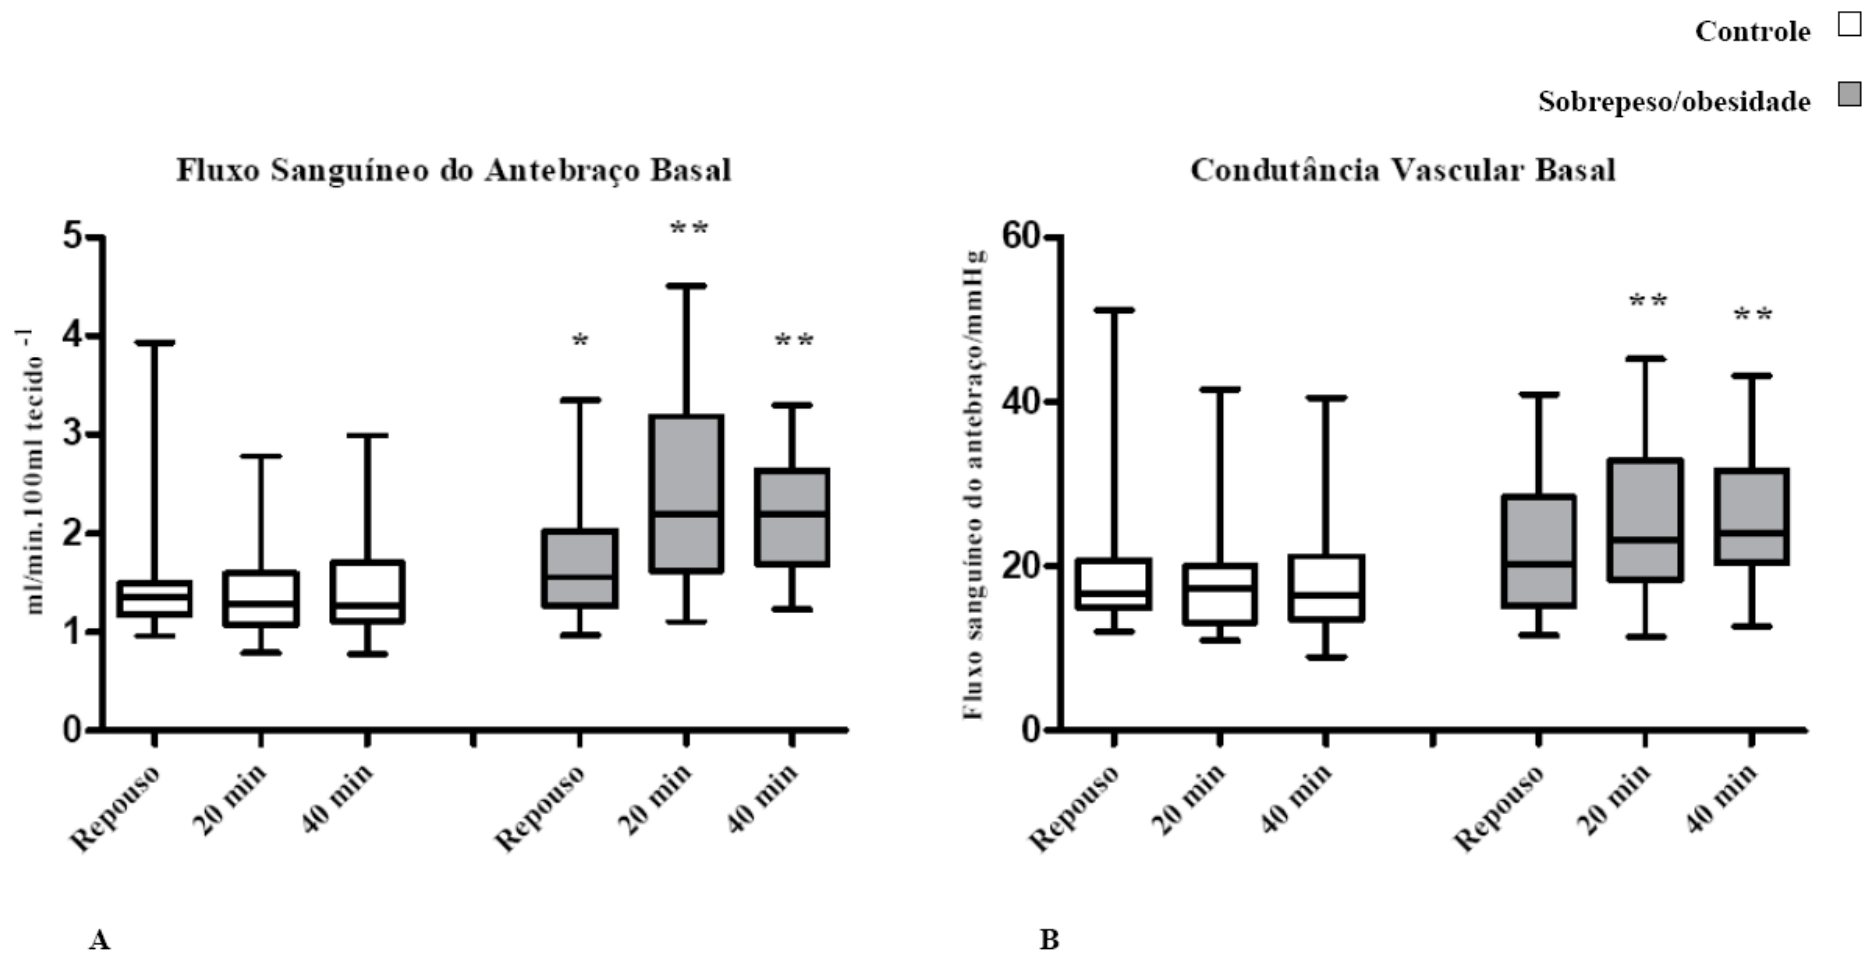 Controle
Sobrepeso/obesidade
Fluxo Sanguíneo do Antebraço Basal
ml/min.100ml tecido -1
5
4
3
2
1
0
*
**
**
Repouso
20 min
40 min
Repouso
20 min
40 min
A
Condutância Vascular Basal
Fluxo sanguíneo do antebraço/mmHg
60
40
20
0
**
**
Repouso
20 min
40 min
Repouso
20 min
40 min
B